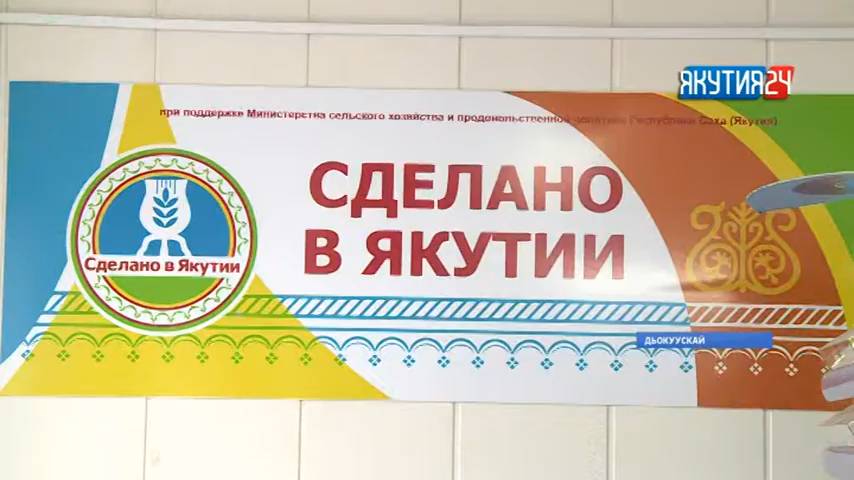 ЯКУТИЯ24
при поддержке Министерства сельского хозяйства и продовольственной политики Республики Саха (Якутия)
СДЕЛАНО
В ЯКУТИИ
Сделано в Якутии
ДЬОКУУСКАЙ